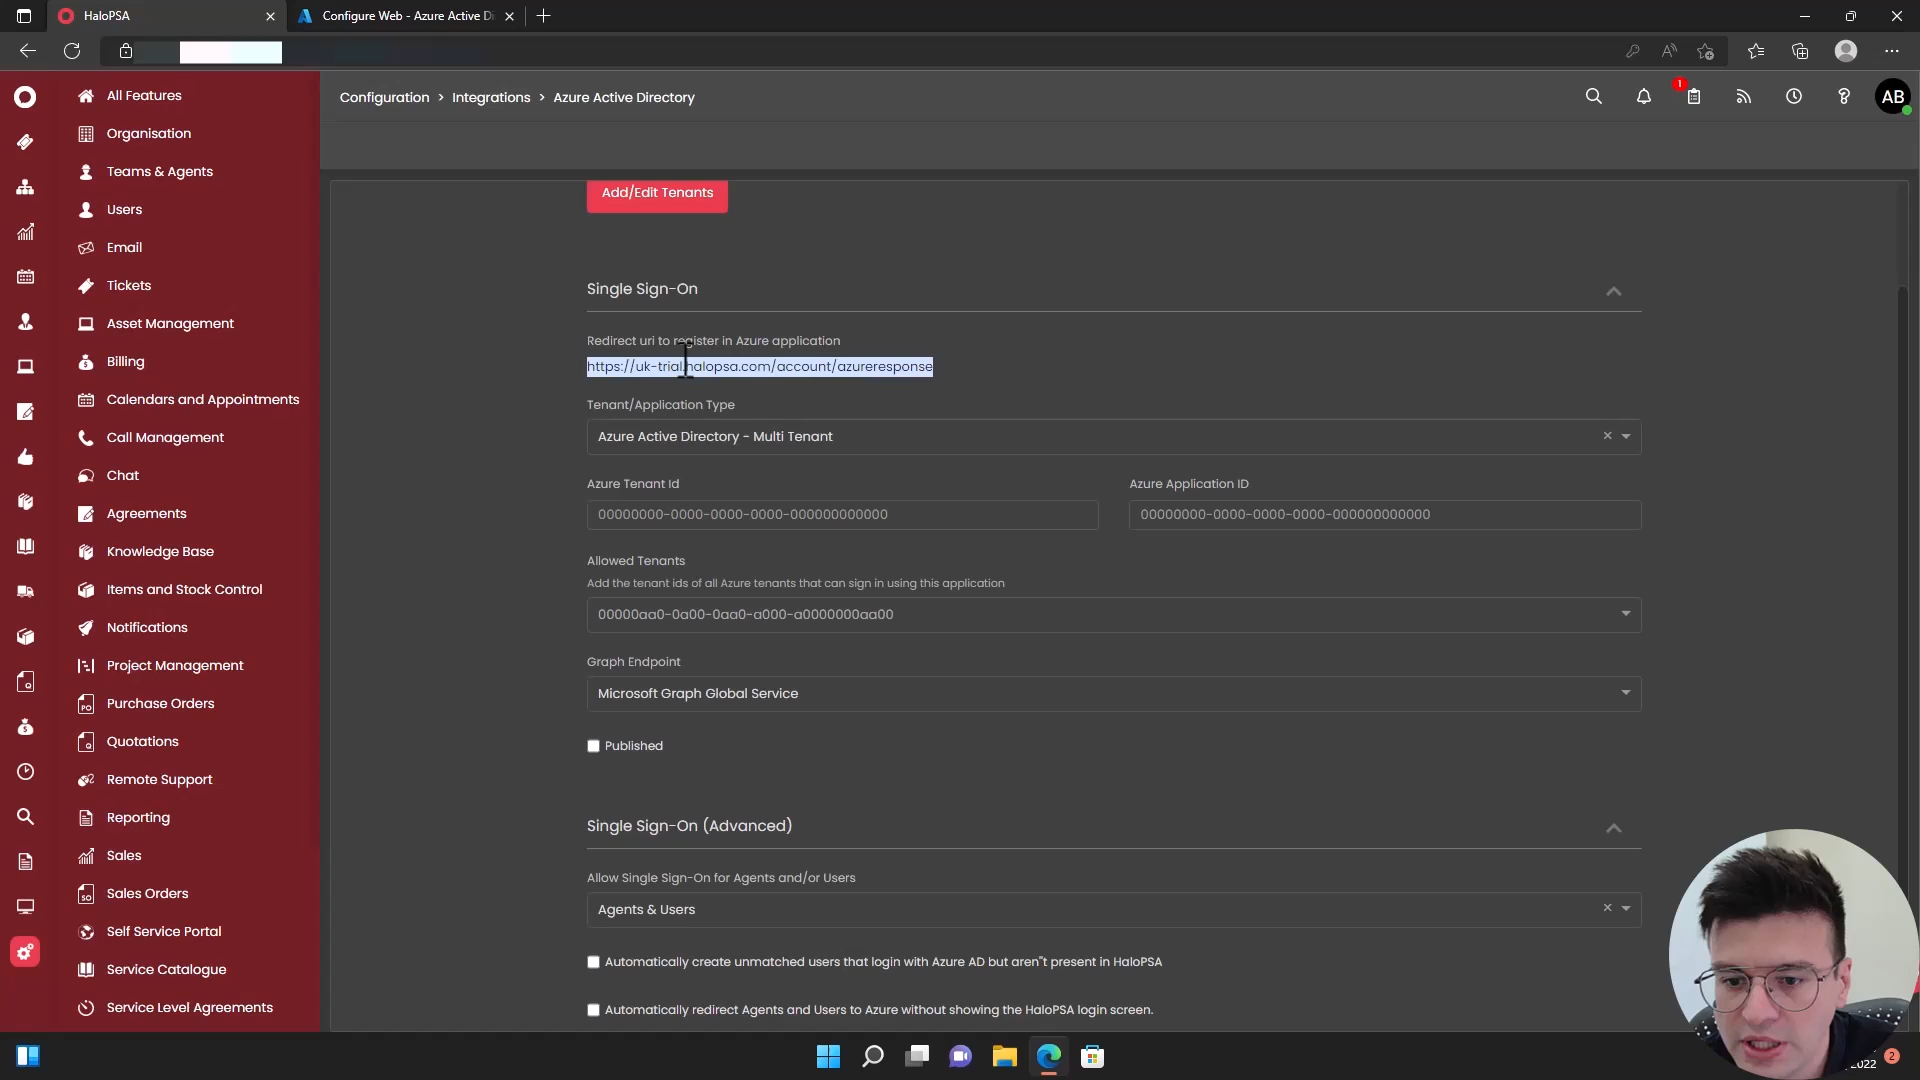 HaloPSA
Configure Web - Azure Active Di
Configuration > Integrations > Azure Active Directory
1
AB
All Features
Organisation
Teams & Agents
Users
Email
Tickets
Asset Management
Billing
Calendars and Appointments
Call Management
Chat
Agreements
Knowledge Base
Items and Stock Control
Notifications
Project Management
Purchase Orders
Quotations
Remote Support
Reporting
Sales
Sales Orders
Self Service Portal
Service Catalogue
Service Level Agreements
Add/Edit Tenants
Single Sign-On
Redirect uri to register in Azure application
https://uk-trial.halopsa.com/account/azureresponse
Tenant/Application Type
Azure Active Directory - Multi Tenant
Azure Tenant Id
00000000-0000-0000-0000-000000000000
Azure Application ID
00000000-0000-0000-0000-000000000000
Allowed Tenants
Add the tenant ids of all Azure tenants that can sign in using this application
00000aa0-0a00-0aa0-a000-a0000000aa00
Graph Endpoint
Microsoft Graph Global Service
Published
Single Sign-On (Advanced)
Allow Single Sign-On for Agents and/or Users
Agents & Users
Automatically create unmatched users that login with Azure AD but aren"t present in HaloPSA
Automatically redirect Agents and Users to Azure without showing the HaloPSA login screen.
2